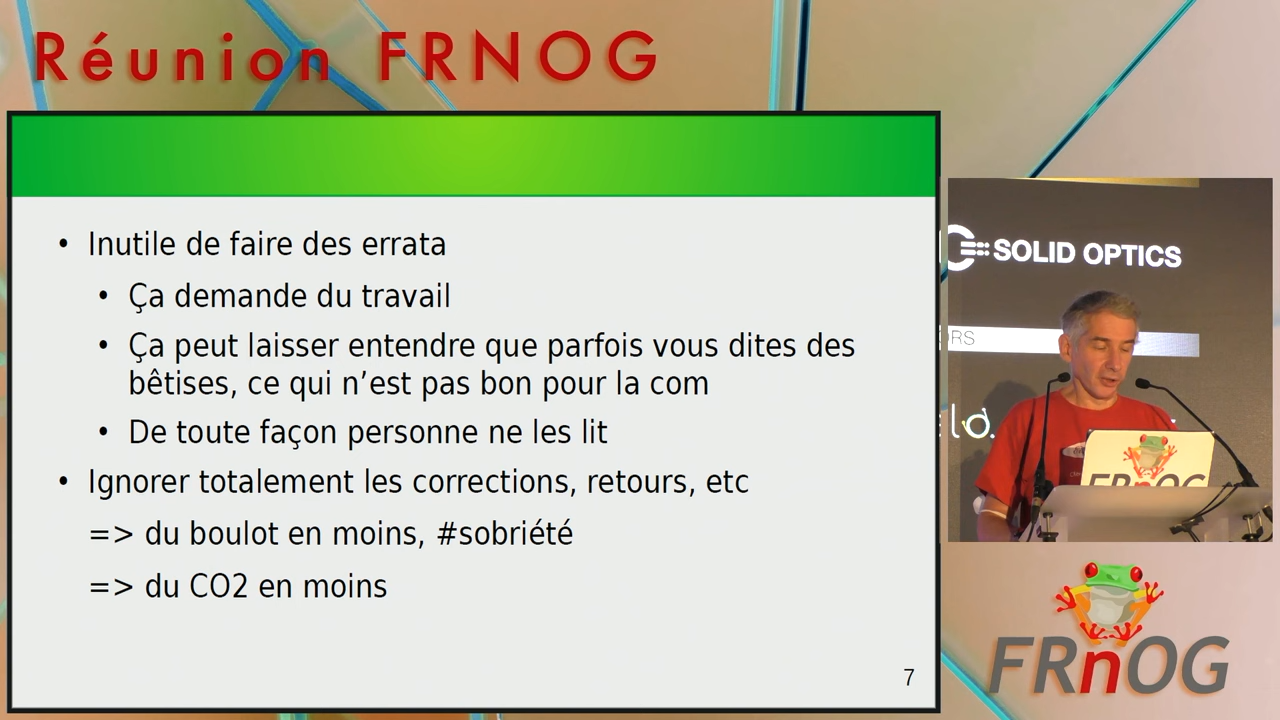 Réunion FRNOG
• Inutile de faire des errata
• Ça demande du travail
• Ça peut laisser entendre que parfois vous dites des
bêtises, ce qui n’est pas bon pour la com
• De toute façon personne ne les lit
• Ignorer totalement les corrections, retours, etc
=> du boulot en moins, #sobriété
=> du CO2 en moins
7
SOLID OPTICS
ORS
ld.
FRnOG
FRnOG